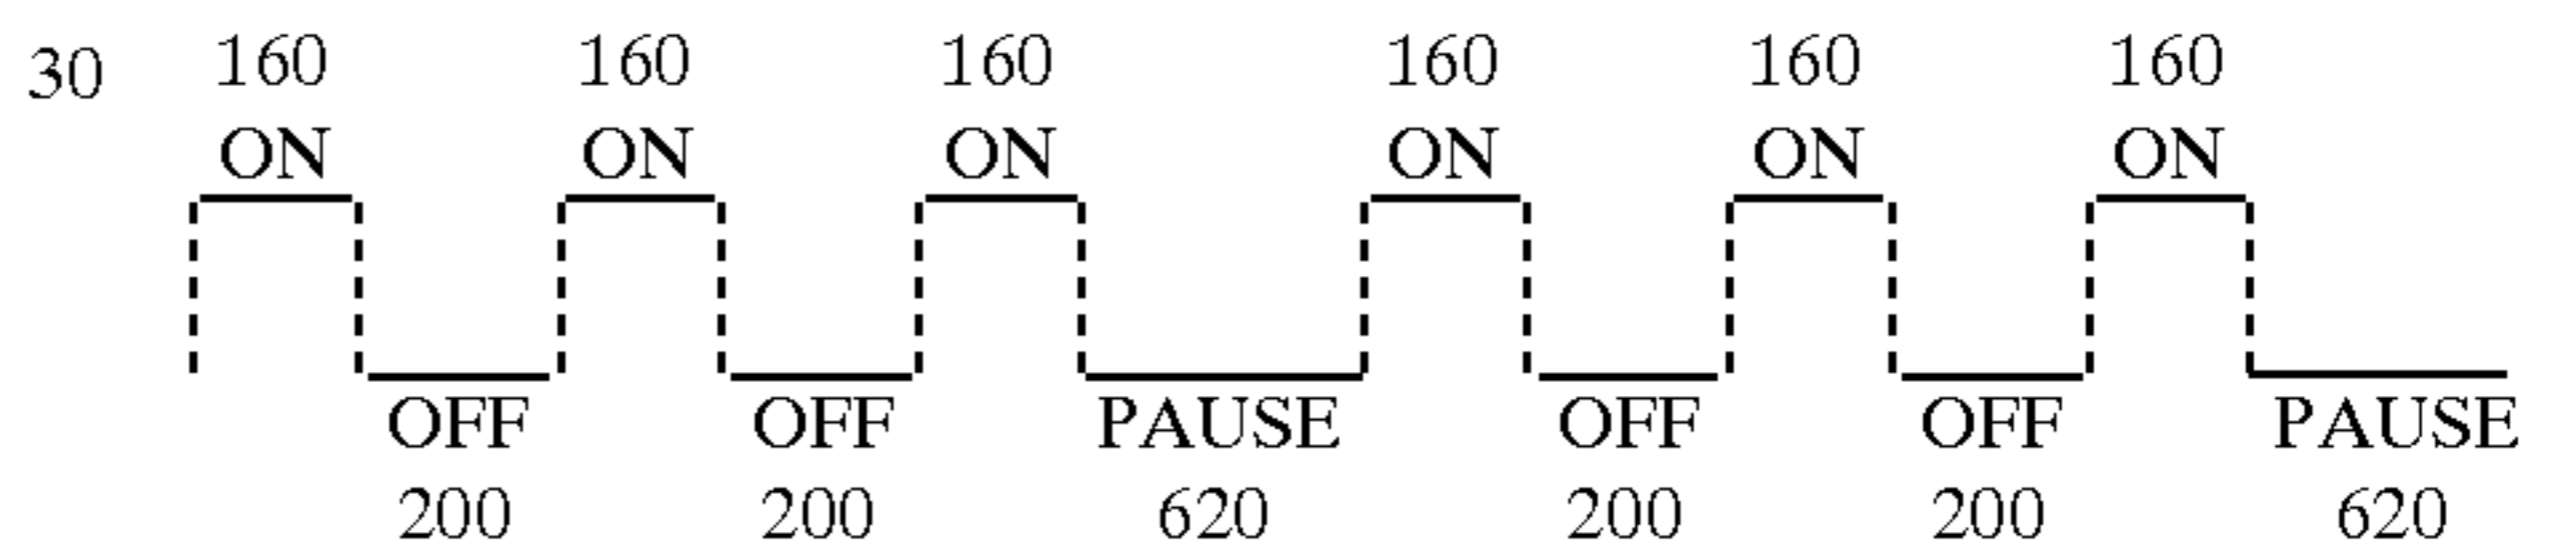 30 160 160 160 160 160 160
ON ON ON ON ON ON
OFF OFF PAUSE OFF OFF PAUSE
200 200 620 200 200 620